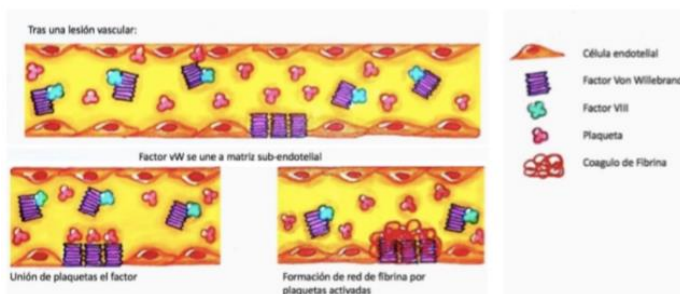 Tras una lesión vascular:
Célula endotelial
Factor Von Willebrand
Factor VIII
Plaqueta
Coagulo de Fibrina
Factor vW se une a matriz sub-endotelial
Unión de plaquetas el factor
Formación de red de fibrina por
plaquetas activadas